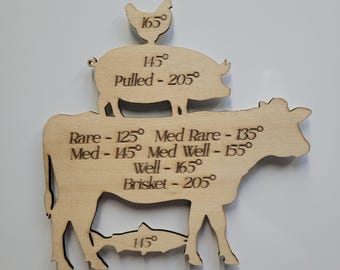 165°
145°
Pulled - 205°
Rare - 125° Med Rare - 135°
Med - 145° Med Well - 155°
Well - 165°
Brisket - 205°
145°